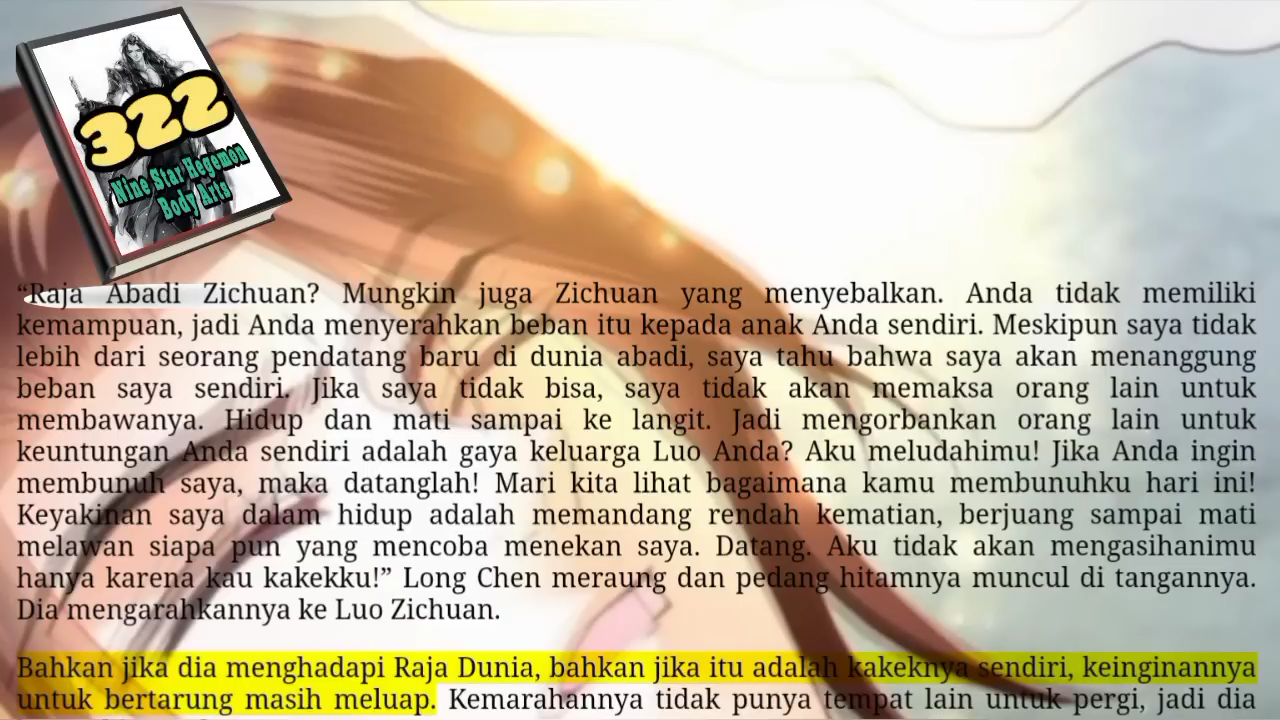 322
Nine Star Hegemon
Body Arts
“Raja Abadi Zichuan? Mungkin juga Zichuan yang menyebalkan. Anda tidak memiliki
kemampuan, jadi Anda menyerahkan beban itu kepada anak Anda sendiri. Meskipun saya tidak
lebih dari seorang pendatang baru di dunia abadi, saya tahu bahwa saya akan menanggung
beban saya sendiri. Jika saya tidak bisa, saya tidak akan memaksa orang lain untuk
membawanya. Hidup dan mati sampai ke langit. Jadi mengorbankan orang lain untuk
keuntungan Anda sendiri adalah gaya keluarga Luo Anda? Aku meludahimu! Jika Anda ingin
membunuh saya, maka datanglah! Mari kita lihat bagaimana kamu membunuhku hari ini!
Keyakinan saya dalam hidup adalah memandang rendah kematian, berjuang sampai mati
melawan siapa pun yang mencoba menekan saya. Datang. Aku tidak akan mengasihanimu
hanya karena kau kakekku!” Long Chen meraung dan pedang hitamnya muncul di tangannya.
Dia mengarahkannya ke Luo Zichuan.
Bahkan jika dia menghadapi Raja Dunia, bahkan jika itu adalah kakeknya sendiri, keinginannya
untuk bertarung masih meluap. Kemarahannya tidak punya tempat lain untuk pergi, jadi dia